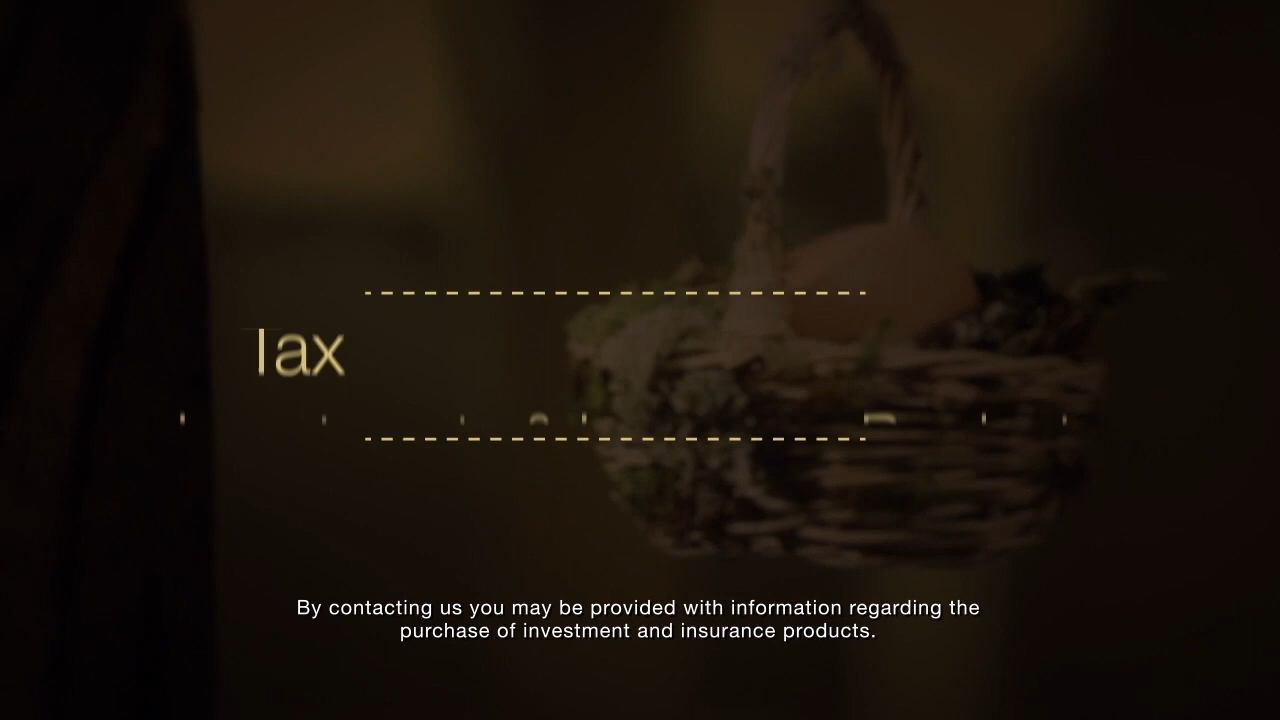 Tax
By contacting us you may be provided with information regarding the
purchase of investment and insurance products.